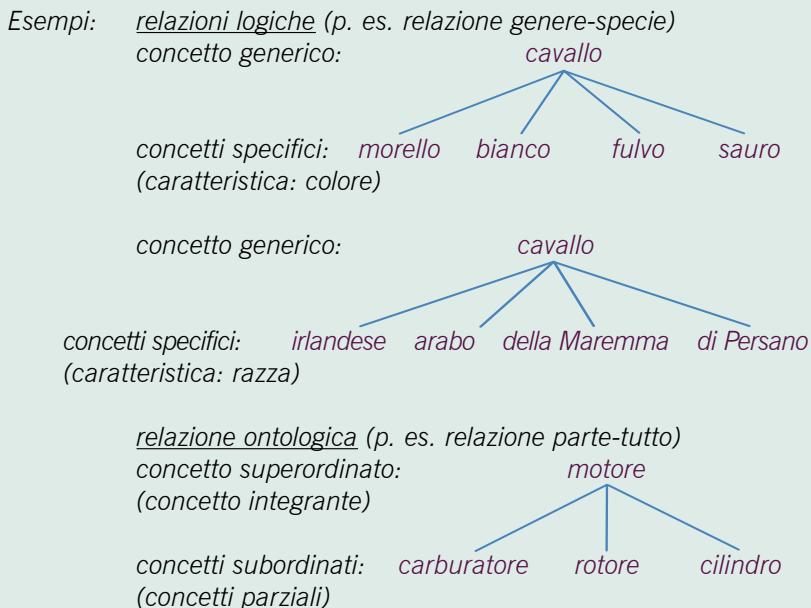 Esempi: relazioni logiche (p. es. relazione genere-specie)
concetto generico: cavallo
concetti specifici: morello bianco fulvo sauro
(caratteristica: colore)
concetto generico: cavallo
concetti specifici: irlandese arabo della Maremma di Persano
(caratteristica: razza)
relazione ontologica (p. es. relazione parte-tutto)
concetto superordinato: motore
(concetto integrante)
concetti subordinati: carburatore rotore cilindro
(concetti parziali)